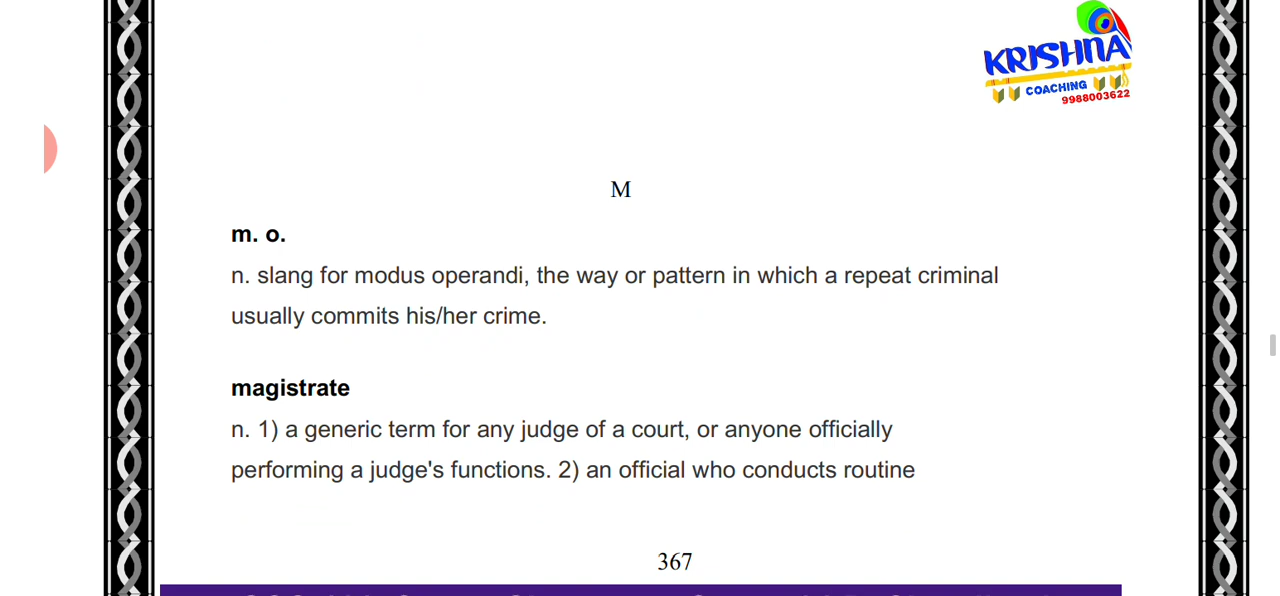 KRISHNA
COACHING
9988003622
M
m. o.
n. slang for modus operandi, the way or pattern in which a repeat criminal
usually commits his/her crime.
magistrate
n. 1) a generic term for any judge of a court, or anyone officially
performing a judge's functions. 2) an official who conducts routine
367